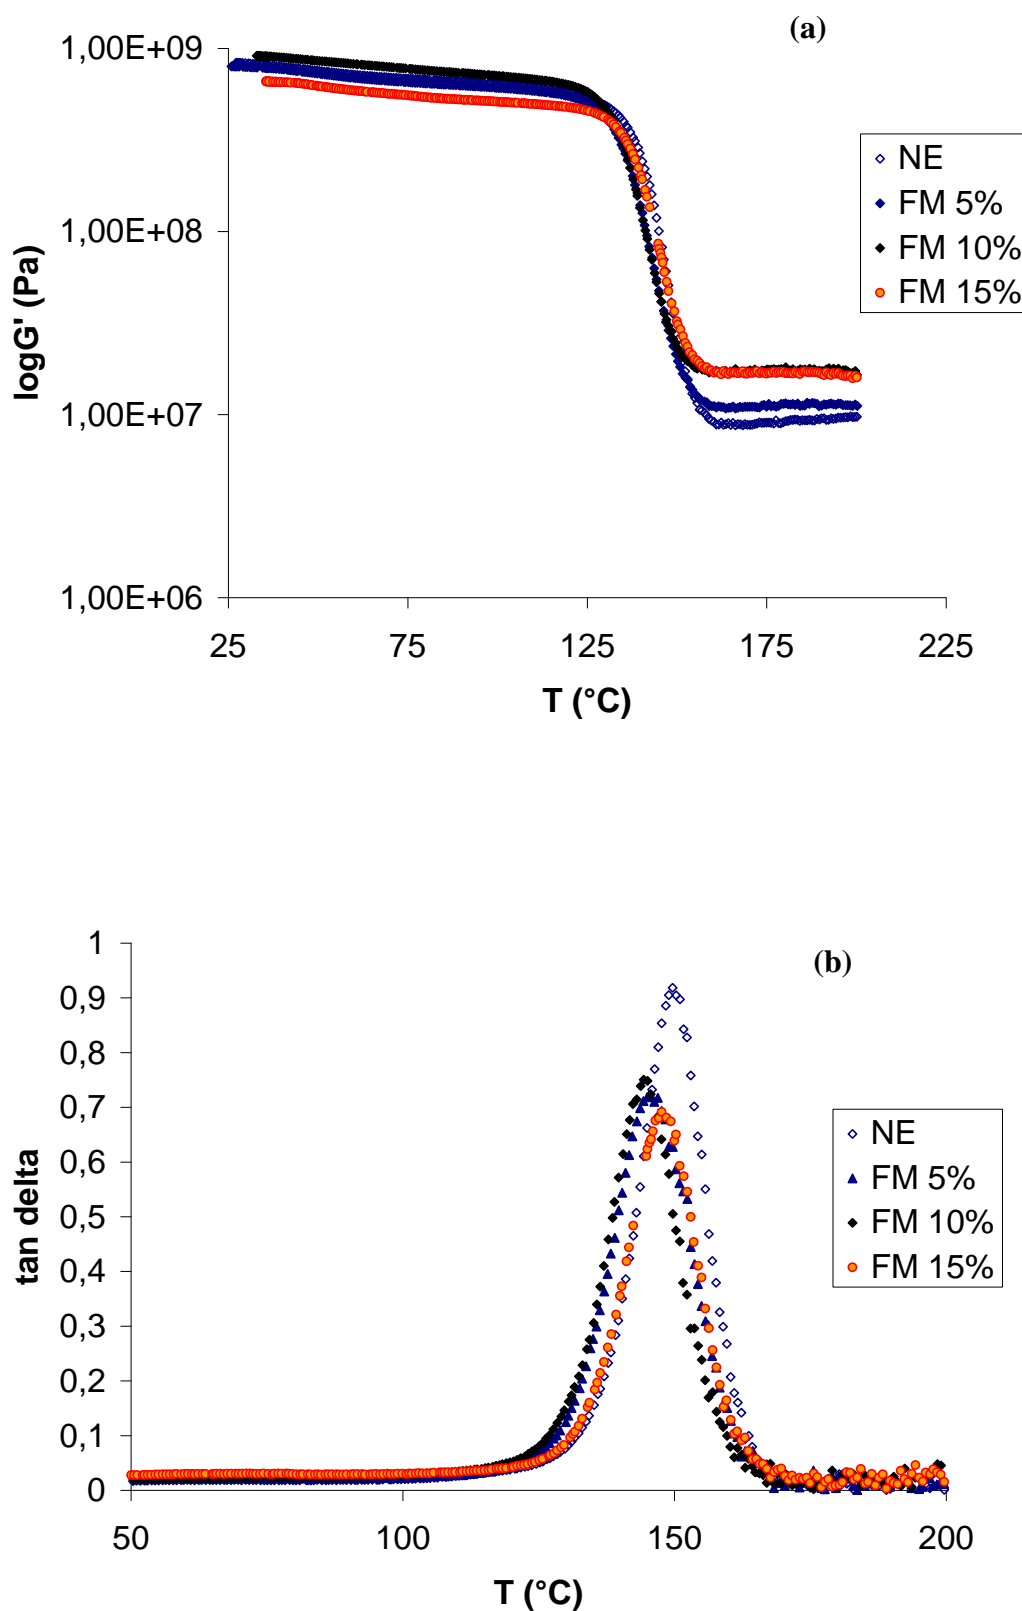 (a)
1,00E+09
1,00E+08
1,00E+07
1,00E+06
logG' (Pa)
25 75 125 175 225
T (°C)
NE
FM 5%
FM 10%
FM 15%
(b)
1
0,9
0,8
0,7
0,6
0,5
0,4
0,3
0,2
0,1
0
tan delta
50 100 150 200
T (°C)
NE
FM 5%
FM 10%
FM 15%